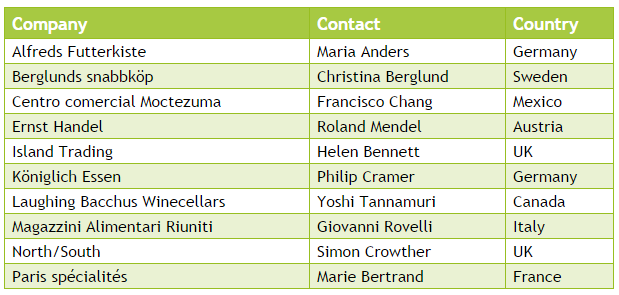 Company Contact Country
Alfreds Futterkiste Maria Anders Germany
Berglunds snabbköp Christina Berglund Sweden
Centro comercial Moctezuma Francisco Chang Mexico
Ernst Handel Roland Mendel Austria
Island Trading Helen Bennett UK
Königlich Essen Philip Cramer Germany
Laughing Bacchus Winecellars Yoshi Tannamuri Canada
Magazzini Alimentari Riuniti Giovanni Rovelli Italy
North/South Simon Crowther UK
Paris spécialités Marie Bertrand France